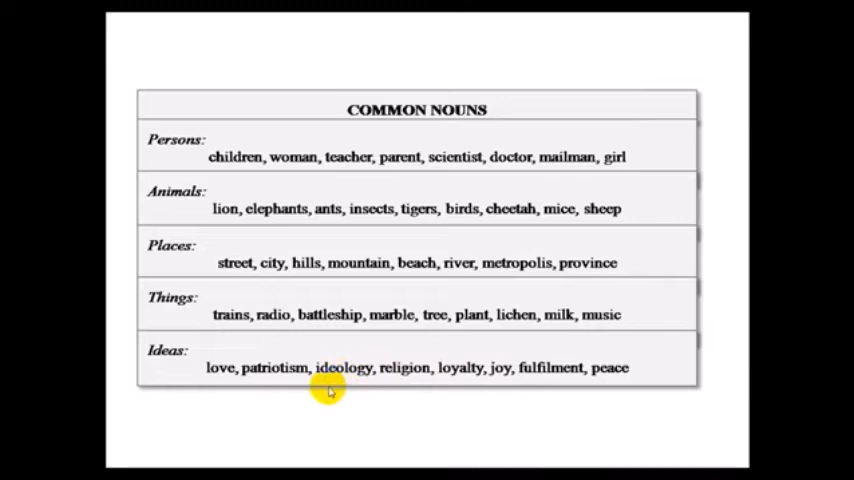 COMMON NOUNS
Persons:
children, woman, teacher, parent, scientist, doctor, mailman, girl
Animals:
lion, elephants, ants, insects, tigers, birds, cheetah, mice, sheep
Places:
street, city, hills, mountain, beach, river, metropolis, province
Things:
trains, radio, battleship, marble, tree, plant, lichen, milk, music
Ideas:
love, patriotism, ideology, religion, loyalty, joy, fulfilment, peace